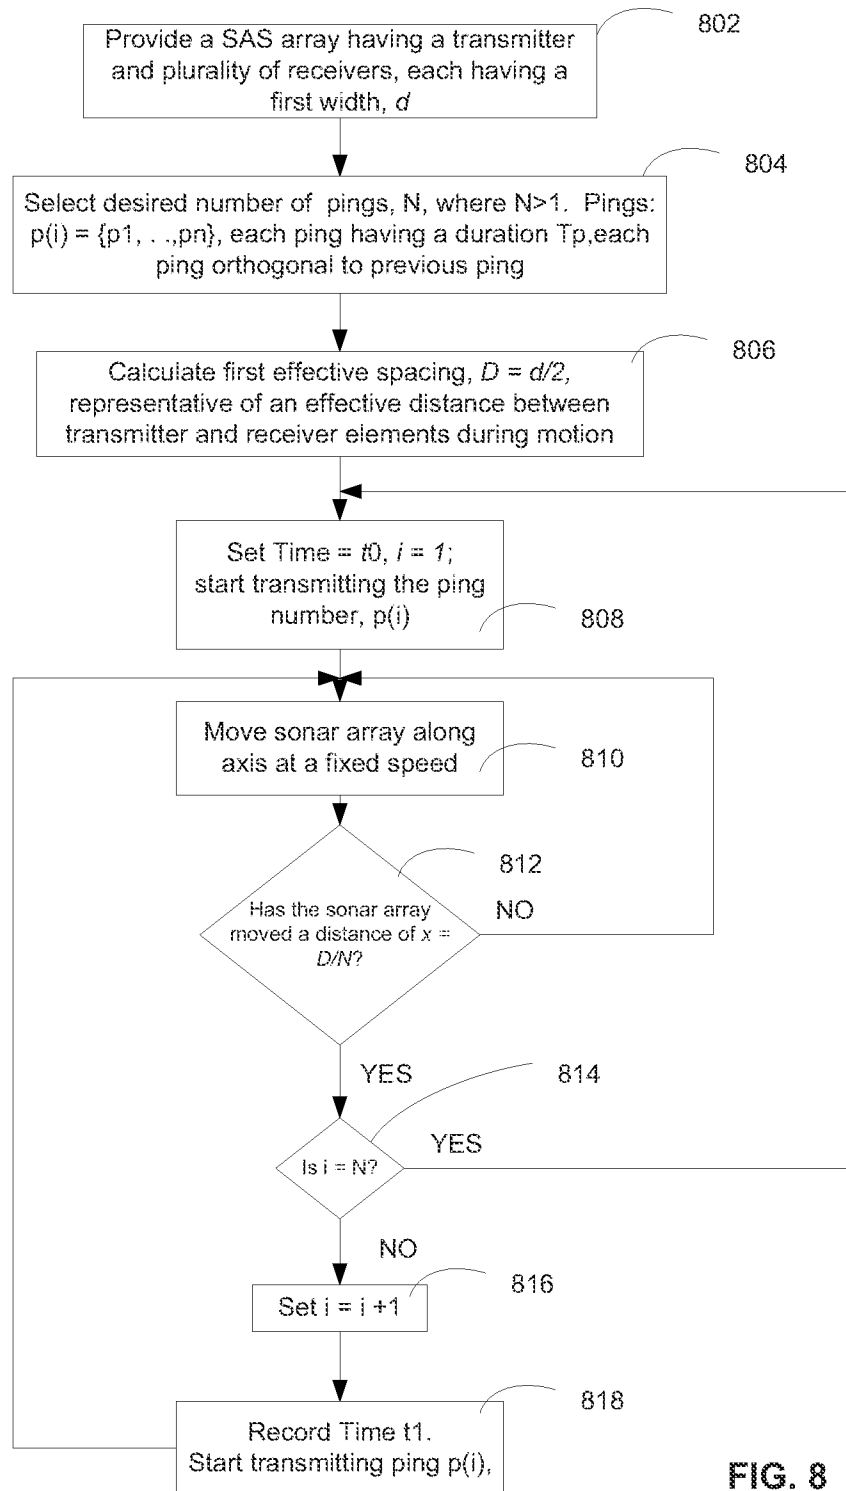 Provide a SAS array having a transmitter
and plurality of receivers, each having a
first width, d
802
804
Select desired number of pings, N, where N>1. Pings:
p(i) = {p1, . .,pn}, each ping having a duration Tp,each
ping orthogonal to previous ping
806
Calculate first effective spacing, D = d/2,
representative of an effective distance between
transmitter and receiver elements during motion
Set Time = t0, i = 1;
start transmitting the ping
number, p(i)
808
Move sonar array along
axis at a fixed speed
810
812
Has the sonar array
moved a distance of x =
D/N?
NO
YES
814
Is i = N?
YES
NO
816
Set i = i +1
818
Record Time t1.
Start transmitting ping p(i),
FIG. 8